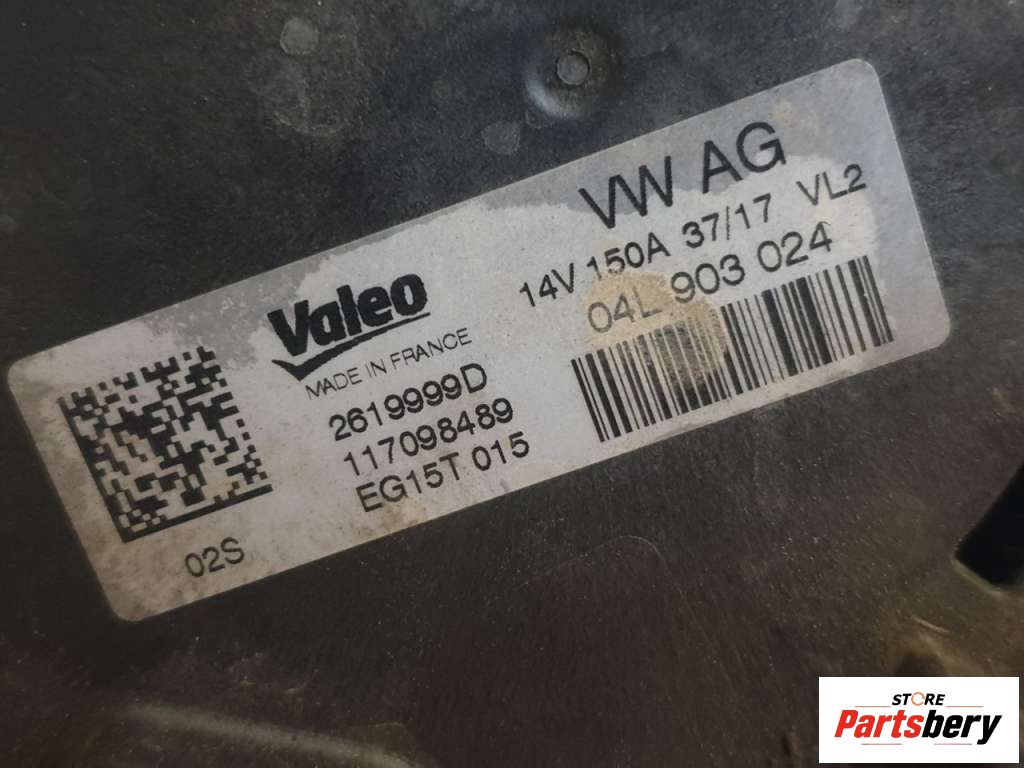 VW AG
14V 150A 37/17 VL2
04L 903 024
Valeo
MADE IN FRANCE
2619999D
117098489
EG15T 015
02S
STORE
Partsbery